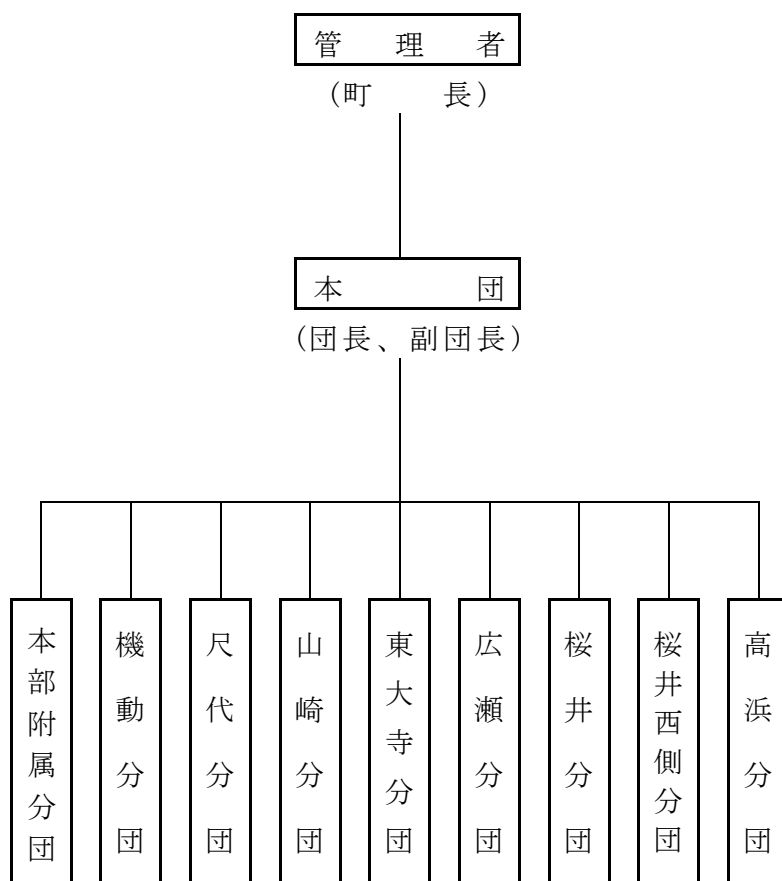 管理者
(町長)
本団
(団長、副団長)
本部附属分団
機動分団
尺代分団
山崎分団
東大寺分団
広瀬分団
桜井分団
桜井西側分団
高浜分団